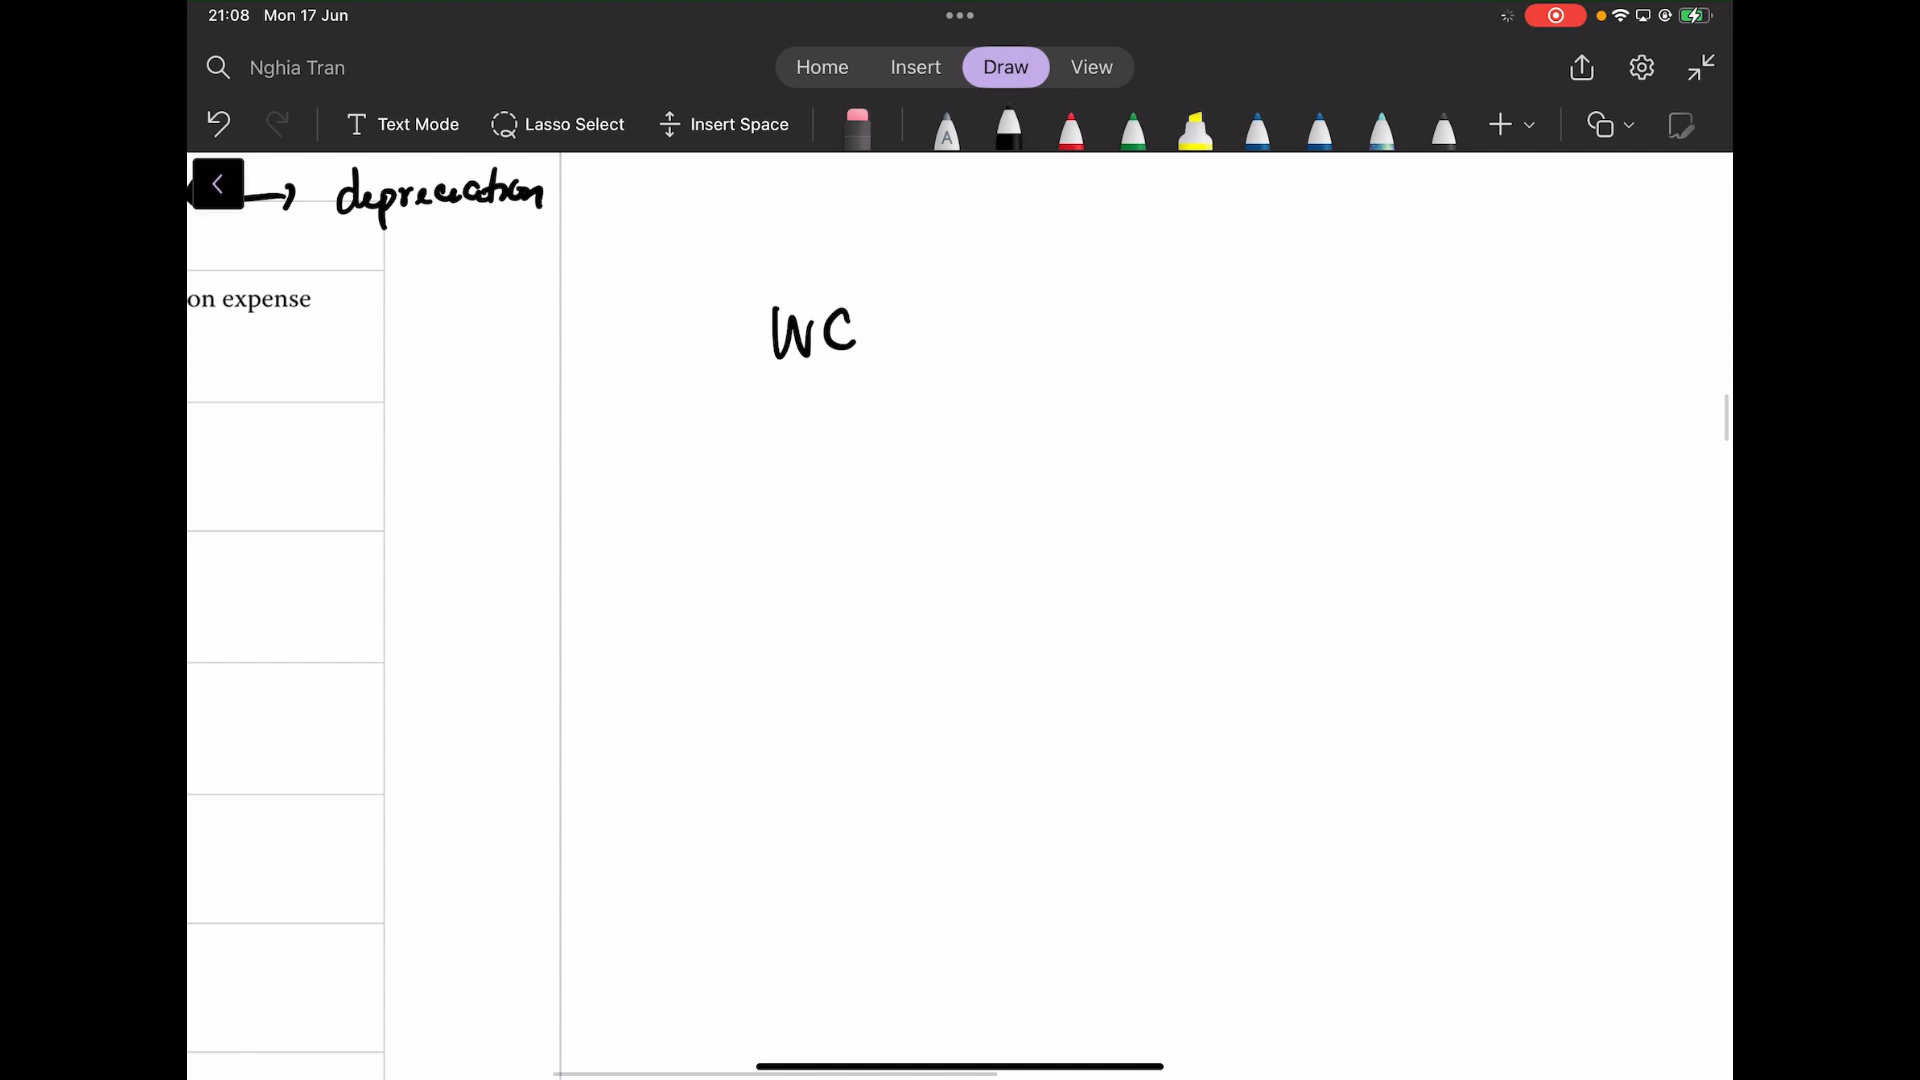 21:08 Mon 17 Jun
Nghia Tran
Home Insert Draw View
Text Mode Lasso Select Insert Space
A
depreciation
on expense
WC